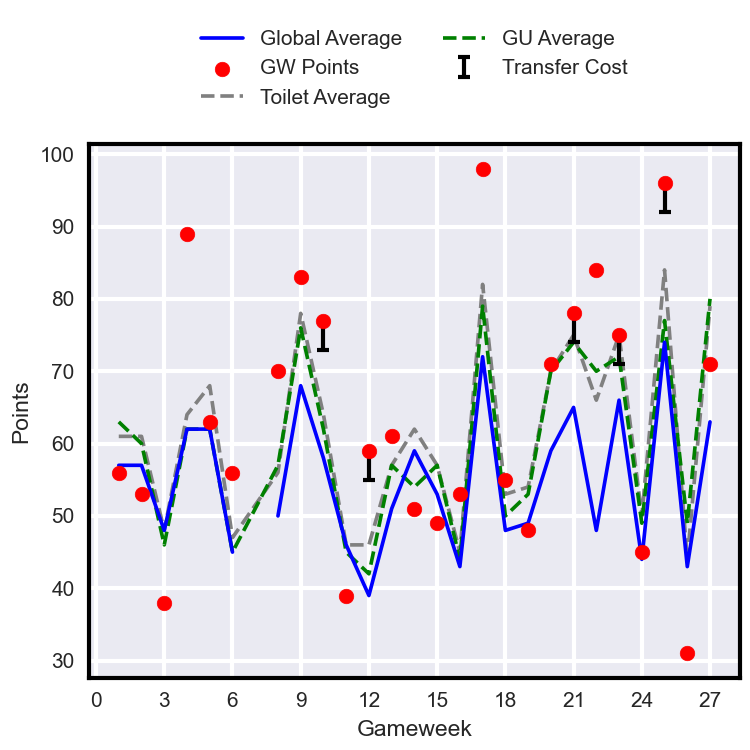 Global Average
GW Points
Toilet Average
GU Average
Transfer Cost
100
90
80
70
60
50
40
30
Points
0 3 6 9 12 15 18 21 24 27
Gameweek